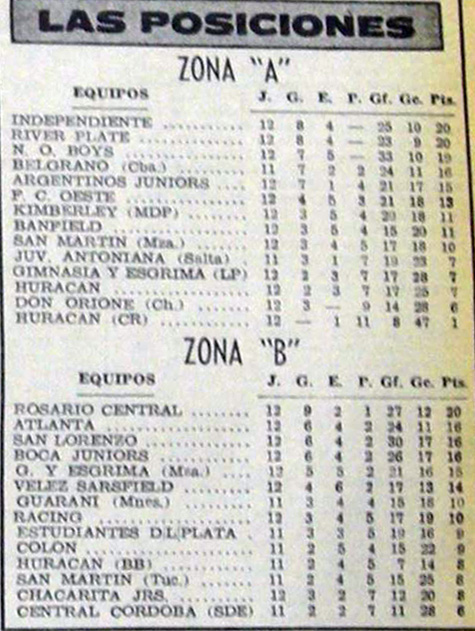 LAS POSICIONES
ZONA "A"
EQUIPOS J. G. E. P. Gf. Gc. Pts.
INDEPENDIENTE ........... 12 8 4 — 25 10 20
RIVER PLATE ............. 12 8 4 — 23 9 20
N. O. BOYS .............. 12 7 5 — 33 10 19
BELGRANO (Cba.) ......... 11 7 2 2 24 11 16
ARGENTINOS JUNIORS ...... 12 7 1 4 21 17 15
F. C. OESTE ............. 12 4 5 3 21 18 13
KIMBERLEY (MDP) ......... 12 3 5 4 20 18 11
BANFIELD ................ 12 3 5 4 15 20 11
SAN MARTIN (Mza.) ....... 12 3 4 5 17 18 10
JUV. ANTONIANA (Salta) .. 11 3 1 7 19 23 7
GIMNASIA Y ESGRIMA (LP) 12 2 3 7 17 28 7
HURACAN ................. 12 2 3 7 17 25 7
DON ORIONE (Ch.) ........ 12 3 — 9 14 28 6
HURACAN (CR) ............ 12 — 1 11 8 47 1
ZONA "B"
EQUIPOS J. G. E. P. Gf. Gc. Pts.
ROSARIO CENTRAL ......... 12 9 2 1 27 12 20
ATLANTA ................. 12 6 4 2 24 11 16
SAN LORENZO ............. 12 6 4 2 30 17 16
BOCA JUNIORS ............ 12 6 4 2 26 17 16
G. Y ESGRIMA (Mza.) ..... 12 5 5 2 21 16 15
VELEZ SARSFIELD ......... 12 4 6 2 17 13 14
GUARANI (Mnes.) ......... 11 3 4 4 15 18 10
RACING .................. 12 3 4 5 17 19 10
ESTUDIANTES D|L|PLATA . 11 3 3 5 19 16 9
COLON ................... 11 2 5 4 15 22 9
HURACAN (BB) ............ 11 2 4 5 7 14 8
SAN MARTIN (Tuc.) ....... 11 2 4 5 15 25 8
CHACARITA JRS. .......... 12 3 2 7 12 20 8
CENTRAL CORDOBA (SDE) 11 2 2 7 11 28 6